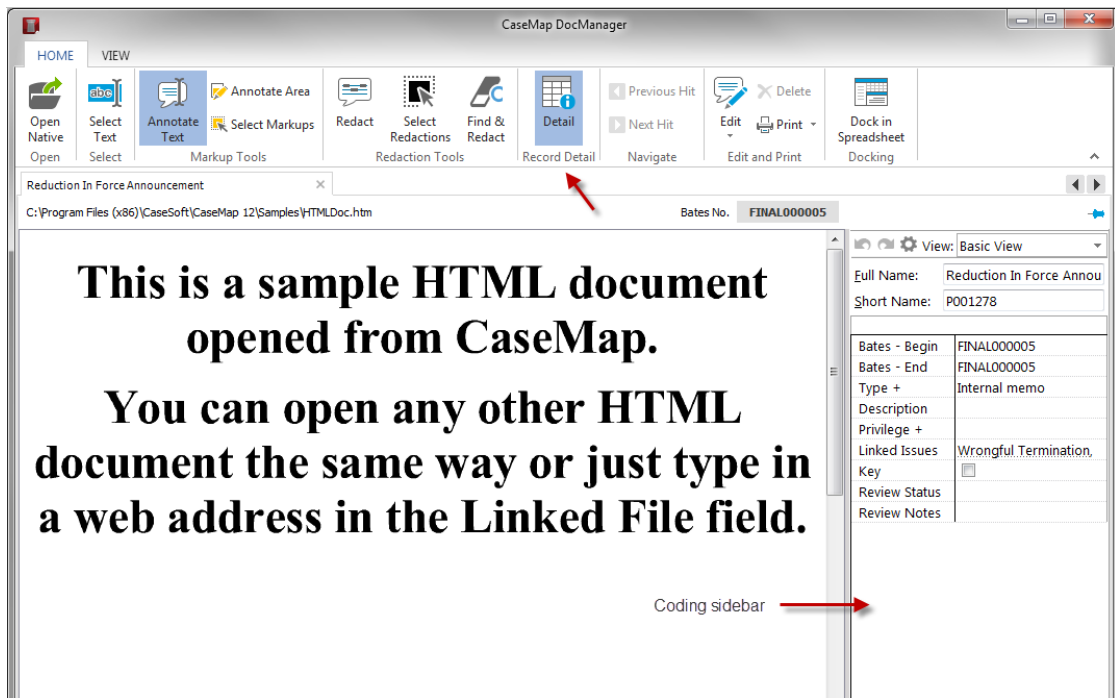 CaseMap DocManager
HOME VIEW
Open Native
Select Text
Annotate Text
Annotate Area
Select Markups
Redact
Select Redactions
Find & Redact
Detail
Previous Hit
Next Hit
Edit
Delete
Print
Dock in Spreadsheet
Open Select Markup Tools Redaction Tools Record Detail Navigate Edit and Print Docking
Reduction In Force Announcement
C:\Program Files (x86)\CaseSoft\CaseMap 12\Samples\HTMLDoc.htm Bates No. FINAL000005
This is a sample HTML document
opened from CaseMap.
You can open any other HTML
document the same way or just type in
a web address in the Linked File field.
Coding sidebar
View: Basic View
Full Name: Reduction In Force Annou
Short Name: P001278
Bates - Begin FINAL000005
Bates - End FINAL000005
Type + Internal memo
Description
Privilege +
Linked Issues Wrongful Termination,
Key
Review Status
Review Notes